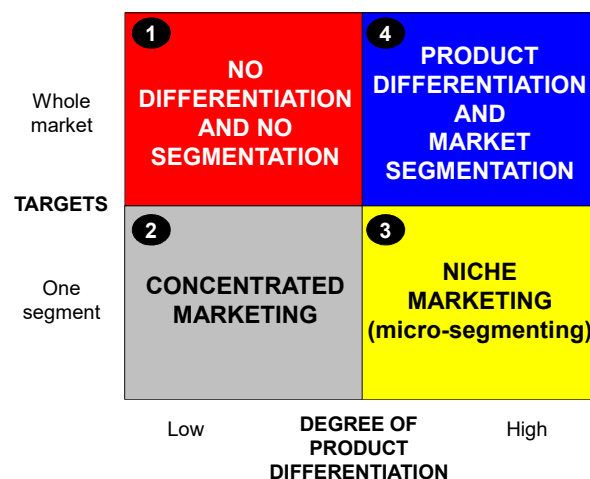 1
NO
DIFFERENTIATION
AND NO
SEGMENTATION
4
PRODUCT
DIFFERENTIATION
AND
MARKET
SEGMENTATION
Whole
market
TARGETS
2
CONCENTRATED
MARKETING
3
NICHE
MARKETING
(micro-segmenting)
One
segment
Low
DEGREE OF
PRODUCT
DIFFERENTIATION
High